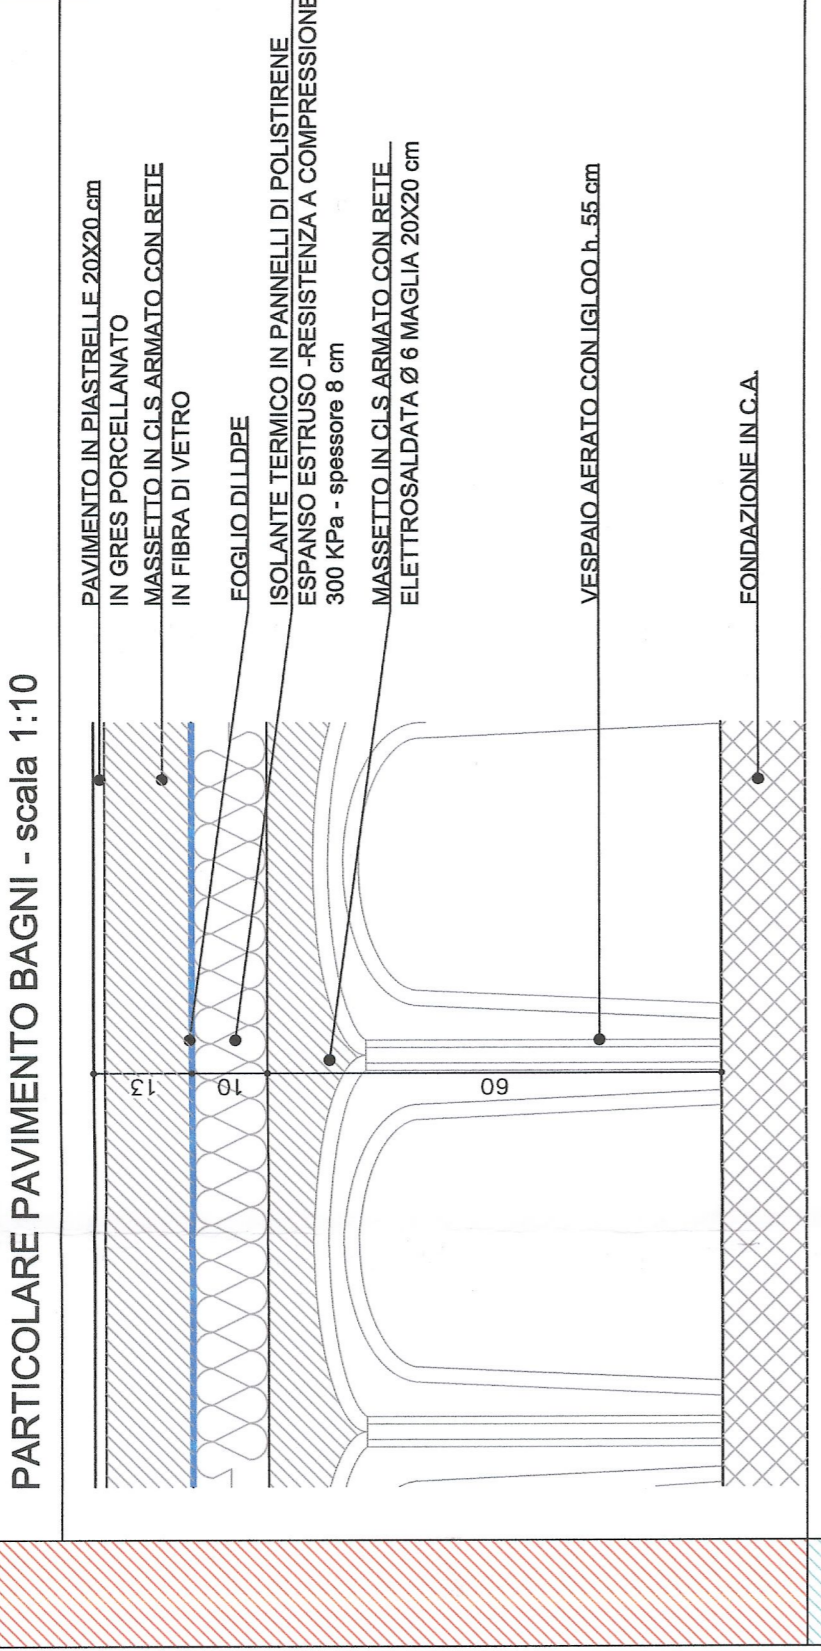 PARTICOLARE PAVIMENTO BAGNI - scala 1:10
PAVIMENTO IN PIASTRELLE 20X20 cm
IN GRES PORCELLANATO
MASSETTO IN CLS ARMATO CON RETE
IN FIBRA DI VETRO
FOGLIO DI LDPE
ISOLANTE TERMICO IN PANNELLI DI POLISTIRENE
ESPANSO ESTRUSO -RESISTENZA A COMPRESSIONE
300 KPa - spessore 8 cm
MASSETTO IN CLS ARMATO CON RETE
ELETTROSALDATA Ø 6 MAGLIA 20X20 cm
VESPAIO AERATO CON IGLOO h. 55 cm
FONDAZIONE IN C.A.
13
10
60